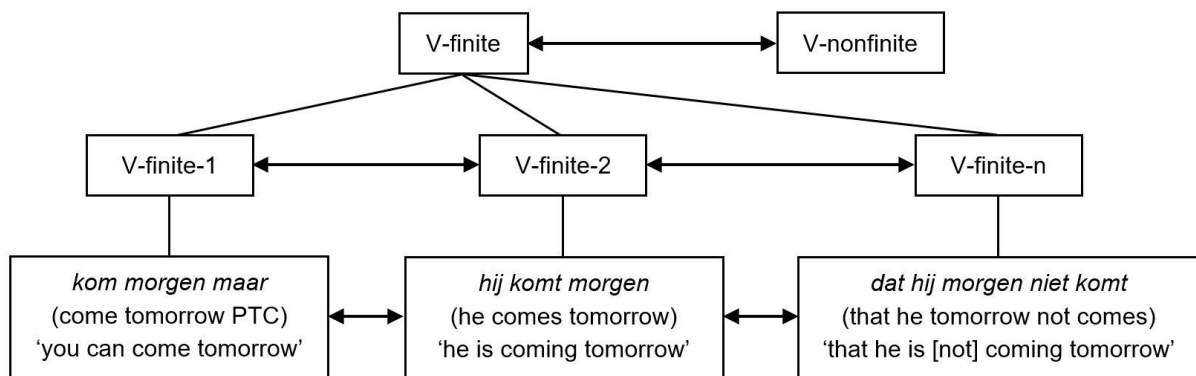 V-finite
V-nonfinite
V-finite-1
V-finite-2
V-finite-n
kom morgen maar
(come tomorrow PTC)
‘you can come tomorrow’
hij komt morgen
(he comes tomorrow)
‘he is coming tomorrow’
dat hij morgen niet komt
(that he tomorrow not comes)
‘that he is [not] coming tomorrow’